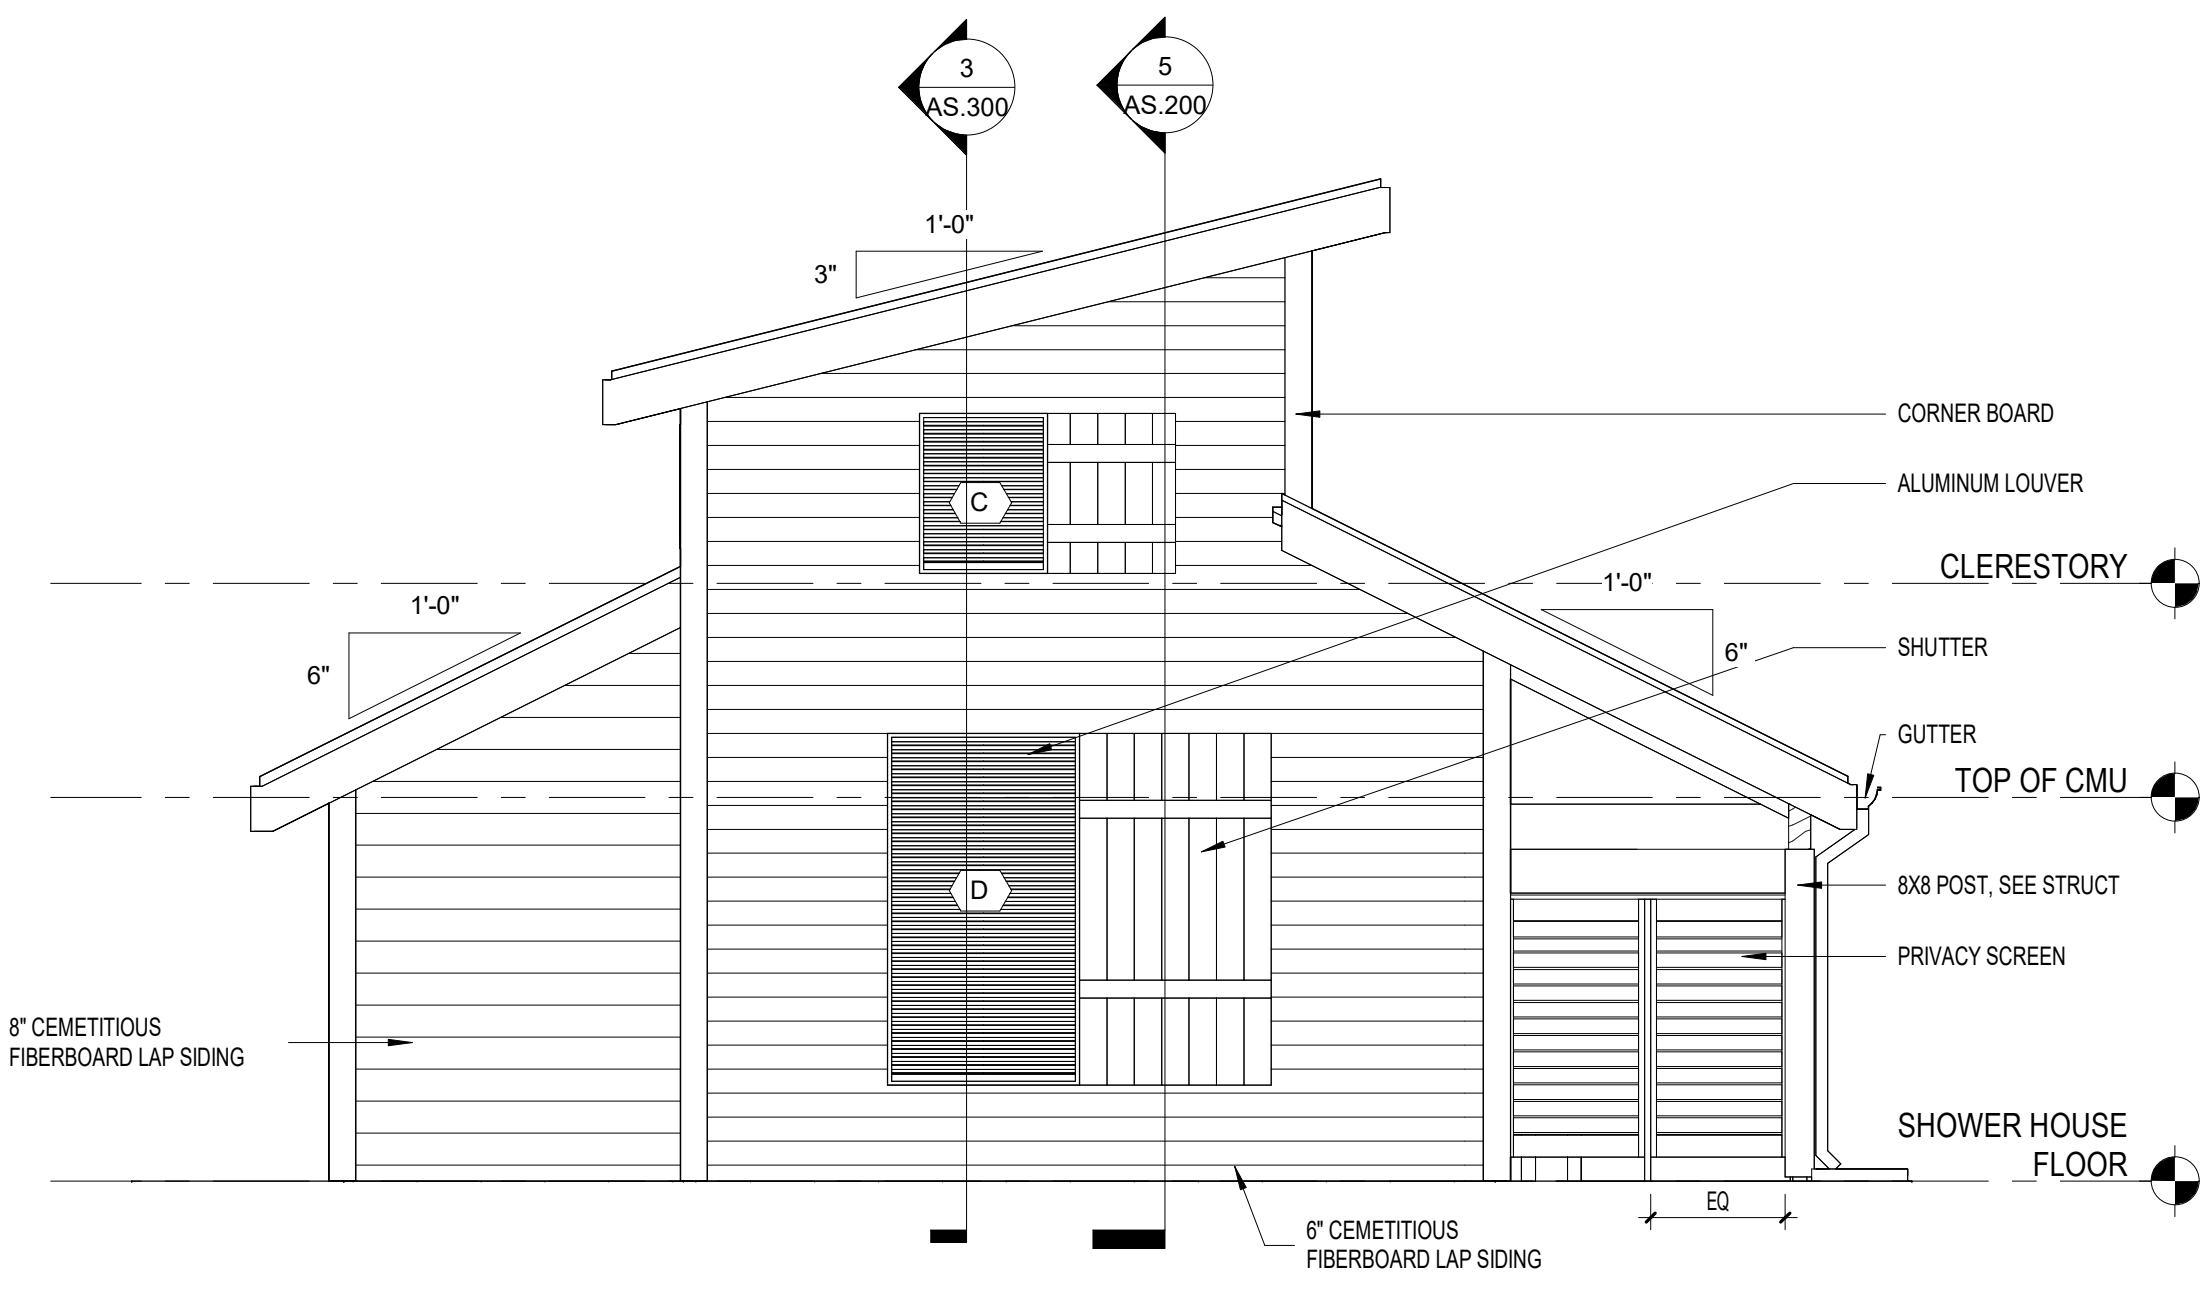 3
AS.300
5
AS.200
1'-0"
3"
CORNER BOARD
ALUMINUM LOUVER
C
CLERESTORY
1'-0"
1'-0"
6"
6"
SHUTTER
GUTTER
TOP OF CMU
D
8X8 POST, SEE STRUCT
PRIVACY SCREEN
8" CEMETITIOUS
FIBERBOARD LAP SIDING
SHOWER HOUSE
FLOOR
EQ
6" CEMETITIOUS
FIBERBOARD LAP SIDING